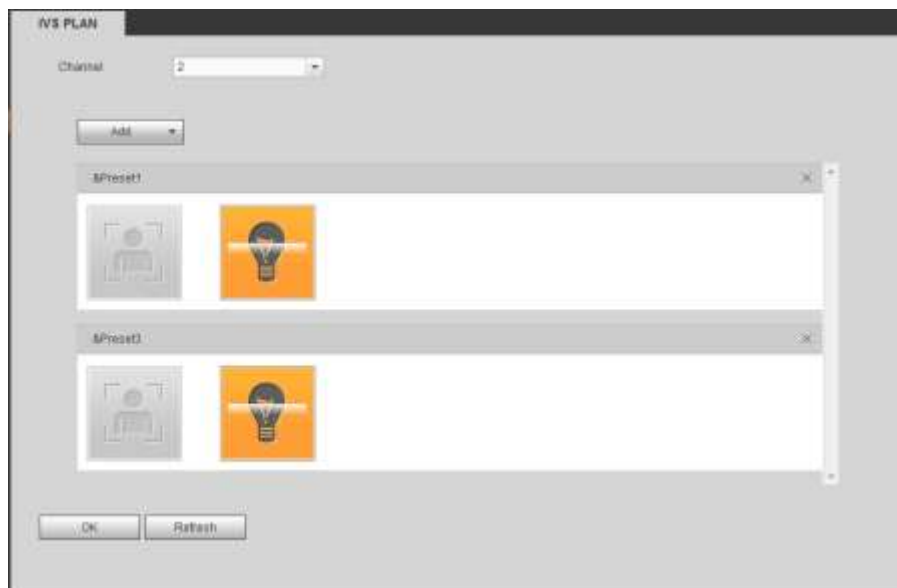 IVS PLAN
Channel 2
Add
&Preset1
&Preset3
OK Refresh